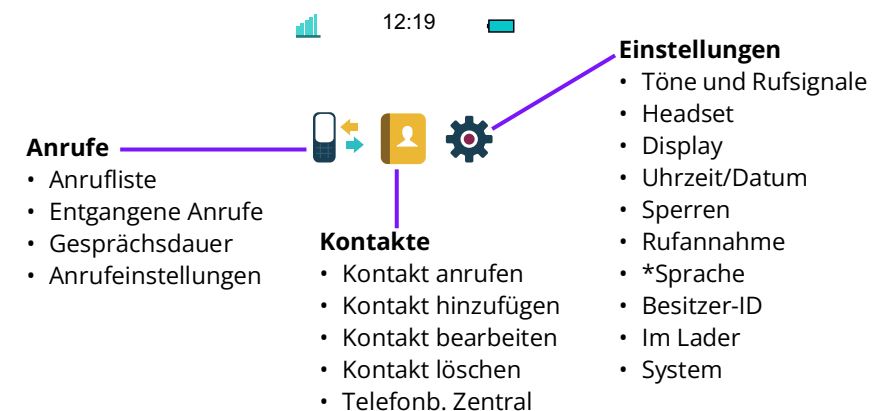 12:19
Einstellungen
• Töne und Rufsignale
• Headset
• Display
• Uhrzeit/Datum
• Sperren
• Rufannahme
• *Sprache
• Besitzer-ID
• Im Lader
• System
Anrufe
• Anrufliste
• Entgangene Anrufe
• Gesprächsdauer
• Anrufeinstellungen
Kontakte
• Kontakt anrufen
• Kontakt hinzufügen
• Kontakt bearbeiten
• Kontakt löschen
• Telefonb. Zentral